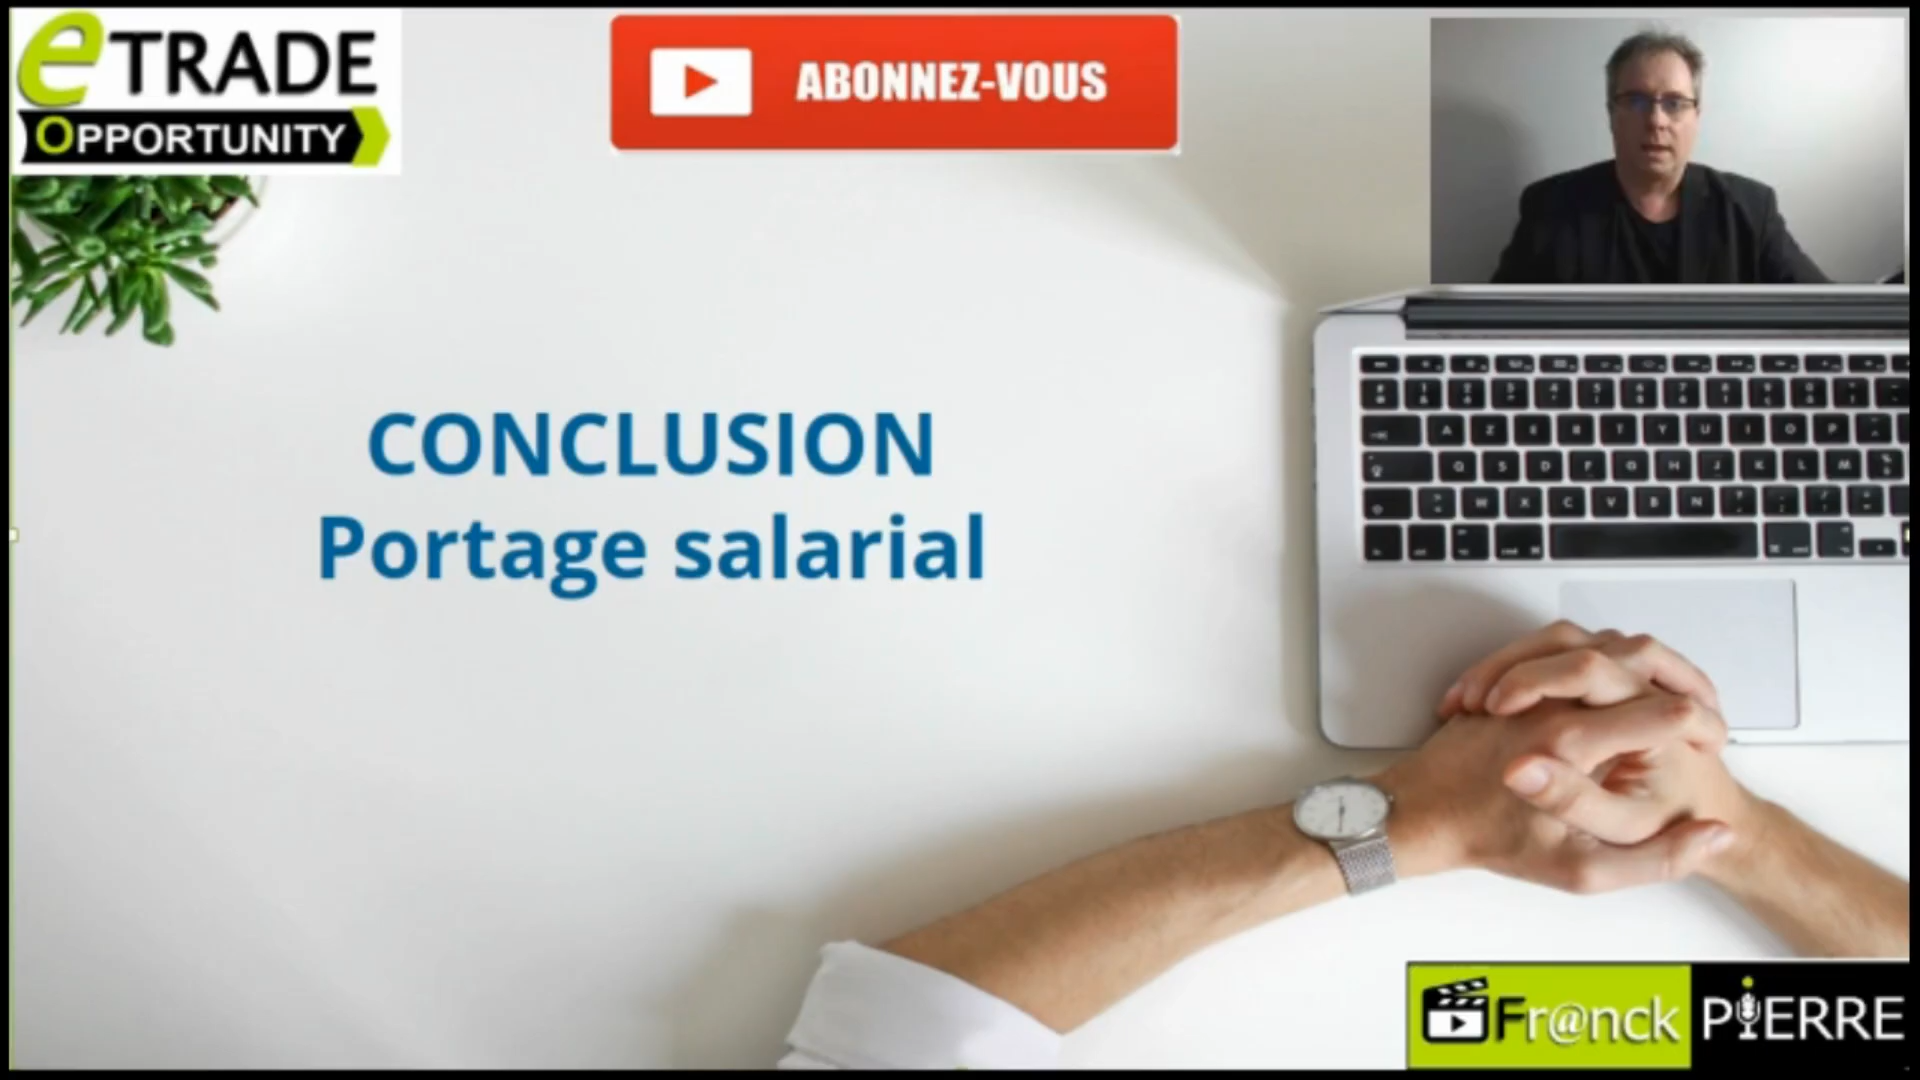 eTRADE
OPPORTUNITY
ABONNEZ-VOUS
CONCLUSION
Portage salarial
Fr@nck PIERRE